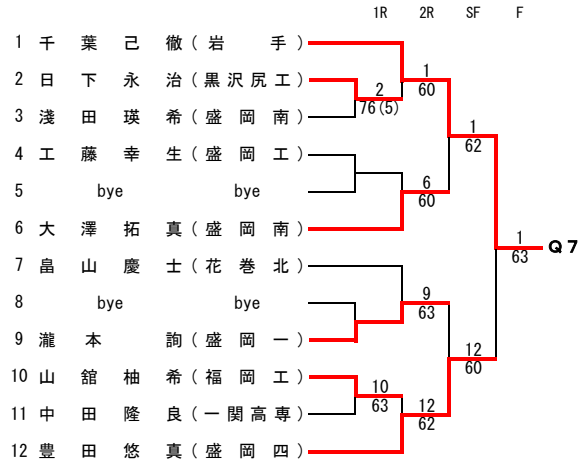 1R 2R SF F
1 千葉己徹(岩手)
2 日下永治(黒沢尻工)
3 淺田瑛希(盛岡南)
4 工藤幸生(盛岡工)
5 bye bye
6 大澤拓真(盛岡南)
7 畠山慶士(花巻北)
8 bye bye
9 瀧本詢(盛岡一)
10 山舘柚希(福岡工)
11 中田隆良(一関高専)
12 豊田悠真(盛岡四)
2
76(5)
10
63
1
60
6
60
9
63
12
62
1
62
12
60
1
63
Q7